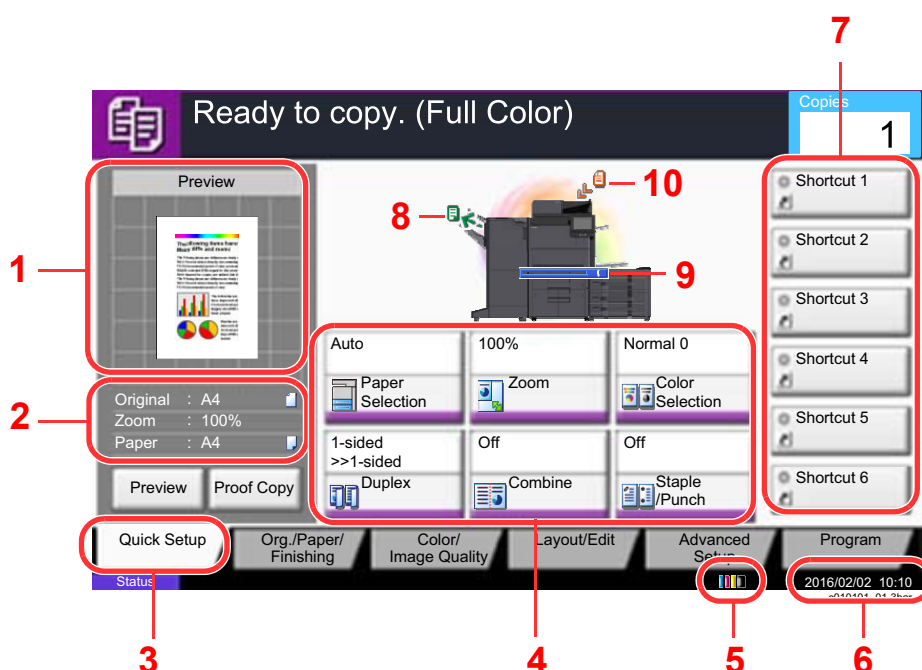 7
Copies
Ready to copy. (Full Color)
1
Preview
10
8
Shortcut 1
1
9
Shortcut 2
Shortcut 3
Auto
100%
Normal 0
Paper
Selection
Zoom
Color
Selection
Shortcut 4
2
Original : A4
Zoom : 100%
Paper : A4
1-sided
>>1-sided
Off
Off
Shortcut 5
Duplex
Combine
Staple
/Punch
Preview
Proof Copy
Shortcut 6
Quick Setup
Org./Paper/
Finishing
Color/
Image Quality
Layout/Edit
Advanced
Setup
Program
Status
2016/02/02 10:10
3
4
5
6